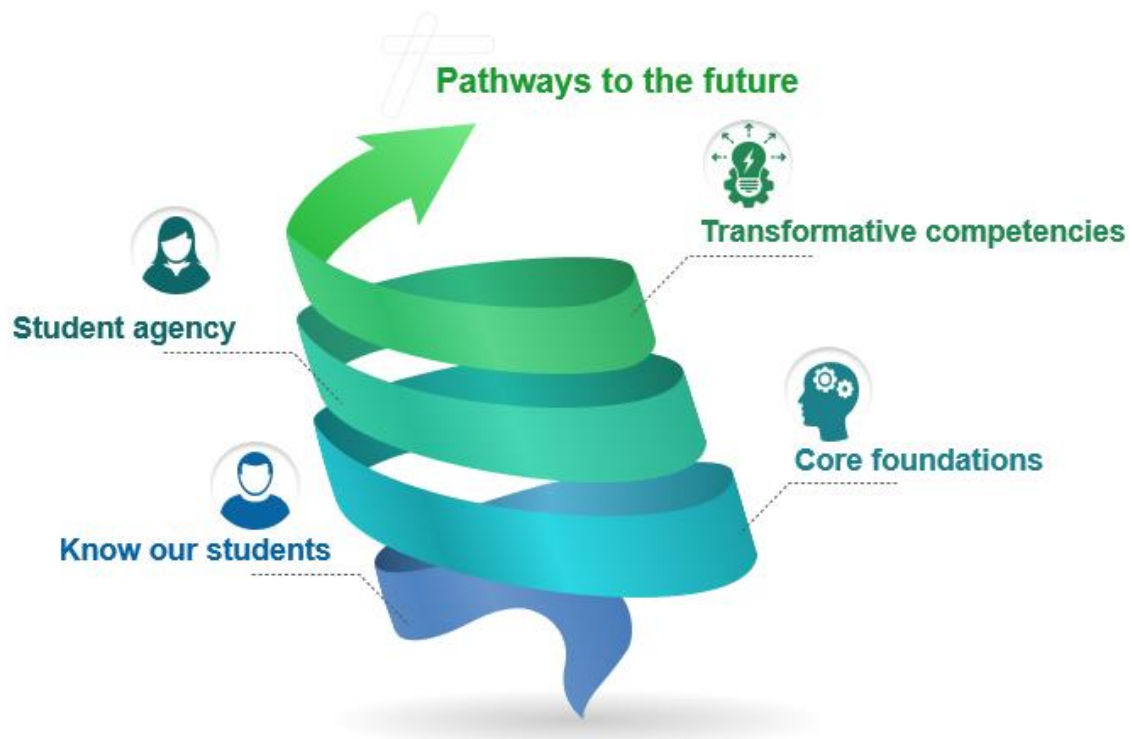 Pathways to the future
Transformative competencies
Student agency
Core foundations
Know our students